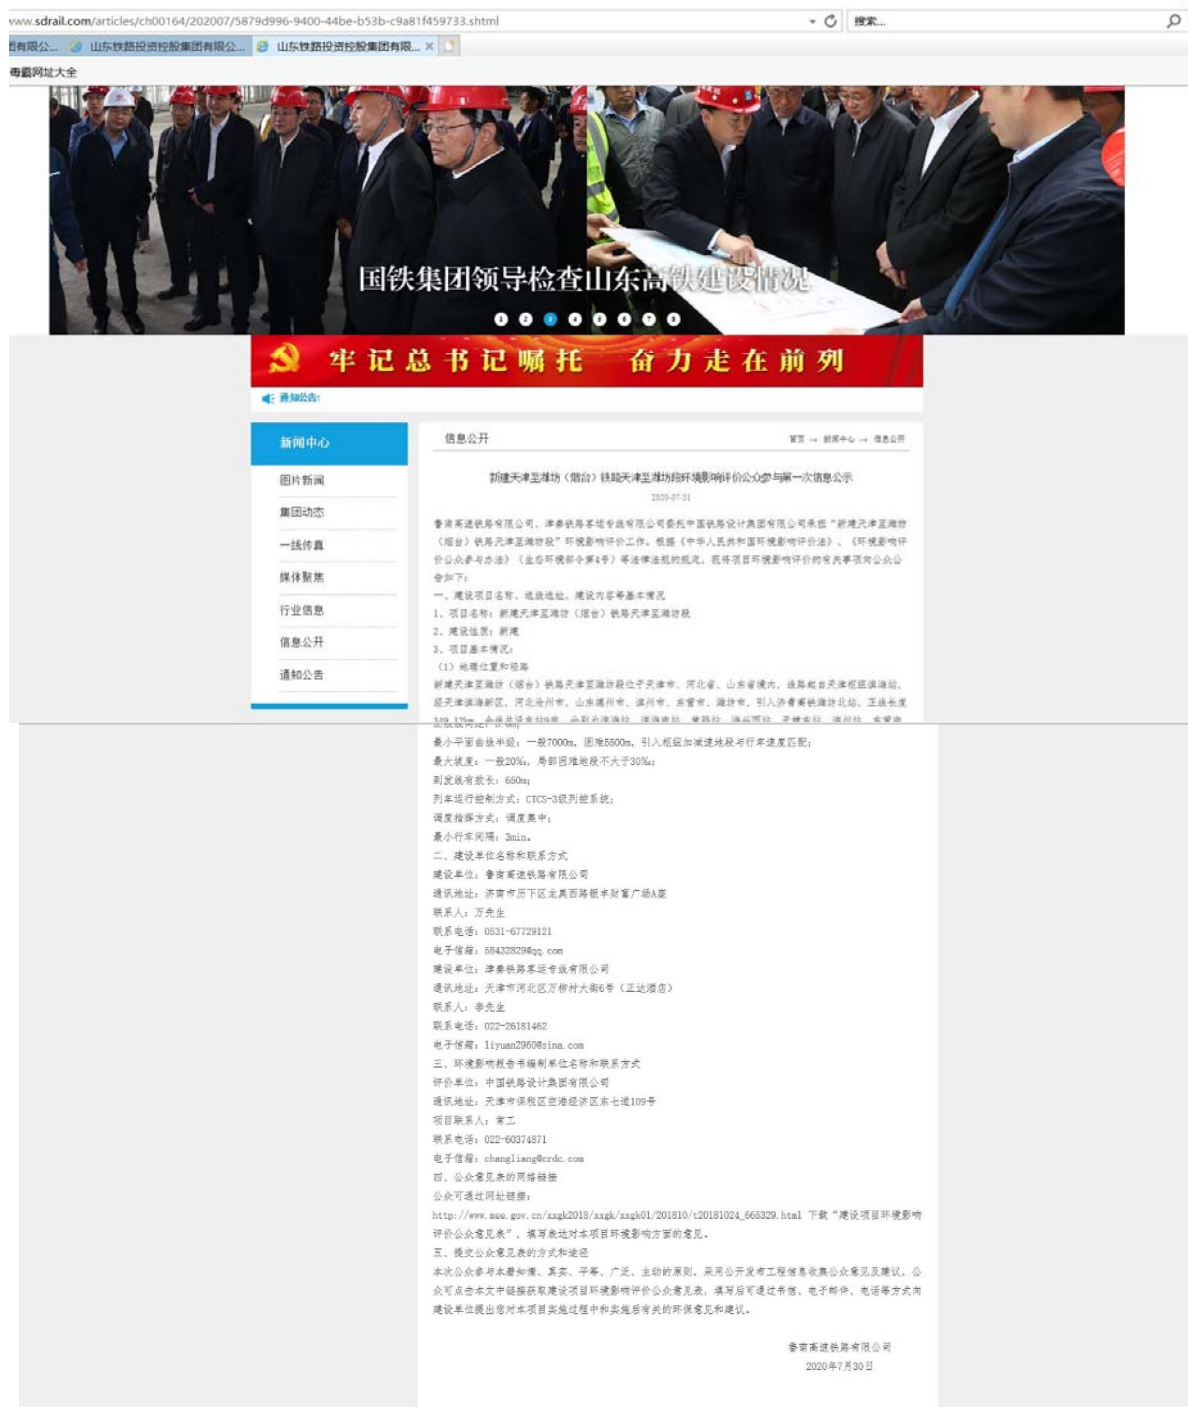 www.sdrail.com/articles/ch00164/202007/5879d996-9400-44be-b53b-c9a81f459733.shtml
搜索...
团有限公...
山东铁路投资控股集团有限公...
山东铁路投资控股集团有限...
毒霸网址大全
国铁集团领导检查山东高铁建设情况
1 2 3 4 5 6 7 8
牢记总书记嘱托 奋力走在前列
通知公告:
新闻中心
图片新闻
集团动态
一线传真
媒体聚焦
行业信息
信息公开
通知公告
信息公开
首页 → 新闻中心 → 信息公开
新建天津至潍坊（烟台）铁路天津至潍坊段环境影响评价公众参与第一次信息公示
2020-07-31
鲁南高速铁路有限公司、津秦铁路客运专线有限公司委托中国铁路设计集团有限公司承担“新建天津至潍坊
（烟台）铁路天津至潍坊段”环境影响评价工作。根据《中华人民共和国环境影响评价法》、《环境影响评
价公众参与办法》（生态环境部令第4号）等法律法规的规定，现将项目环境影响评价的有关事项向公众公
告如下：
一、建设项目名称、选线选址、建设内容等基本情况
1、项目名称：新建天津至潍坊（烟台）铁路天津至潍坊段
2、建设性质：新建
3、项目基本情况：
（1）地理位置和径路
新建天津至潍坊（烟台）铁路天津至潍坊段位于天津市、河北省、山东省境内，线路起自天津枢纽滨海站，
经天津滨海新区、河北沧州市、山东德州市、滨州市、东营市、潍坊市，引入济青高铁潍坊北站，正线长度
最小平面曲线半径：一般7000m，困难5500m，引入枢纽加减速地段与行车速度匹配；
最大坡度：一般20‰，局部困难地段不大于30‰；
到发线有效长：650m；
列车运行控制方式：CTCS-3级列控系统；
调度指挥方式：调度集中；
最小行车间隔：3min。
二、建设单位名称和联系方式
建设单位：鲁南高速铁路有限公司
通讯地址：济南市历下区龙奥西路银丰财富广场A座
联系人：万先生
联系电话：0531-67729121
电子信箱：58432829@qq.com
建设单位：津秦铁路客运专线有限公司
通讯地址：天津市河北区万柳村大街6号（正达酒店）
联系人：李先生
联系电话：022-26181462
电子信箱：liyuan2960@sina.com
三、环境影响报告书编制单位名称和联系方式
评价单位：中国铁路设计集团有限公司
通讯地址：天津市保税区空港经济区东七道109号
项目联系人：常工
联系电话：022-60374871
电子信箱：changliang@crdc.com
四、公众意见表的网络链接
公众可通过网址链接：
http://www.mee.gov.cn/xxgk2018/xxgk/xxgk01/201810/t20181024_665329.html 下载“建设项目环境影响
评价公众意见表”，填写表达对本项目环境影响方面的意见。
五、提交公众意见表的方式和途径
本次公众参与本着知情、真实、平等、广泛、主动的原则，采用公开发布工程信息收集公众意见及建议，公
众可点击本文中链接获取建设项目环境影响评价公众意见表，填写后可通过书信、电子邮件、电话等方式向
建设单位提出您对本项目实施过程中和实施后有关的环保意见和建议。
鲁南高速铁路有限公司
2020年7月30日